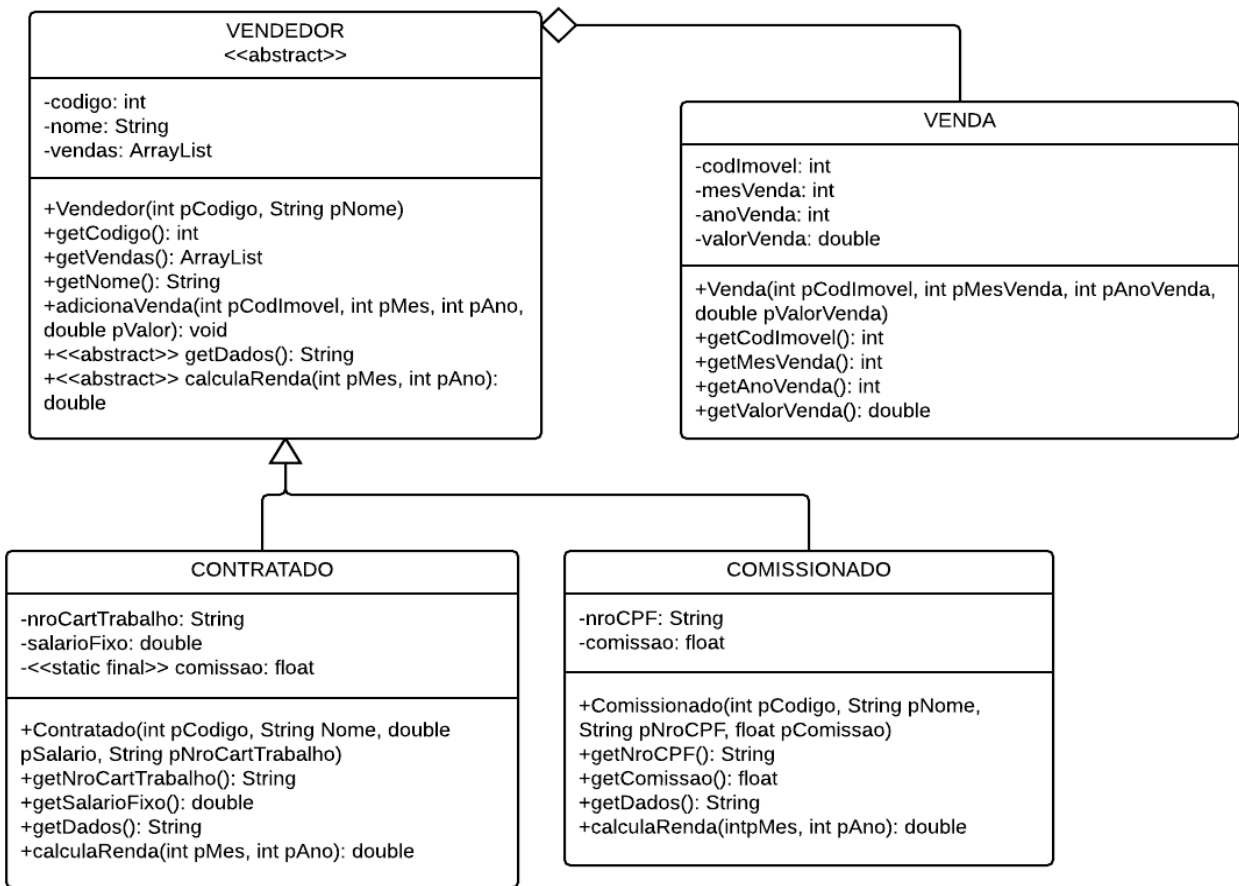 VENDEDOR
<<abstract>>
-codigo: int
-nome: String
-vendas: ArrayList
+Vendedor(int pCodigo, String pNome)
+getCodigo(): int
+getVendas(): ArrayList
+getNome(): String
+adicionaVenda(int pCodImovel, int pMes, int pAno,
double pValor): void
+<<abstract>> getDados(): String
+<<abstract>> calculaRenda(int pMes, int pAno):
double
VENDA
-codImovel: int
-mesVenda: int
-anoVenda: int
-valorVenda: double
+Venda(int pCodImovel, int pMesVenda, int pAnoVenda,
double pValorVenda)
+getCodImovel(): int
+getMesVenda(): int
+getAnoVenda(): int
+getValorVenda(): double
CONTRATADO
-nroCartTrabalho: String
-salarioFixo: double
-<<static final>> comissao: float
+Contratado(int pCodigo, String Nome, double
pSalario, String pNroCartTrabalho)
+getNroCartTrabalho(): String
+getSalarioFixo(): double
+getDados(): String
+calculaRenda(int pMes, int pAno): double
COMISSIONADO
-nroCPF: String
-comissao: float
+Comissionado(int pCodigo, String pNome,
String pNroCPF, float pComissao)
+getNroCPF(): String
+getComissao(): float
+getDados(): String
+calculaRenda(intpMes, int pAno): double